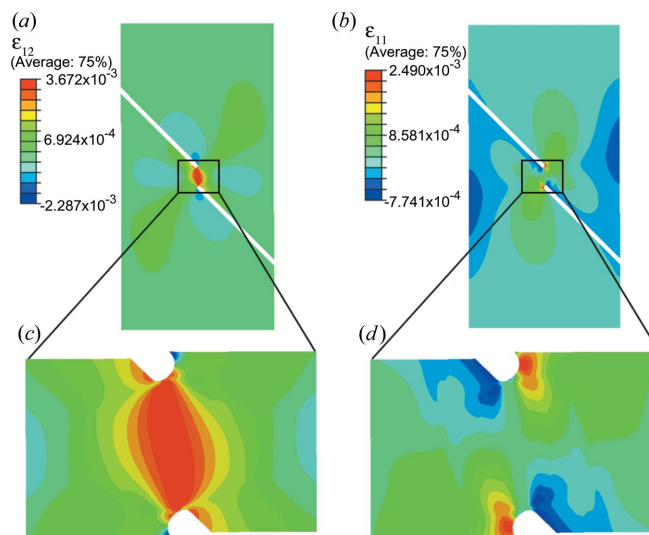 (a)
ε12
(Average: 75%)
3.672x10⁻³
6.924x10⁻⁴
-2.287x10⁻³
(b)
ε11
(Average: 75%)
2.490x10⁻³
8.581x10⁻⁴
-7.741x10⁻⁴
(c)
(d)